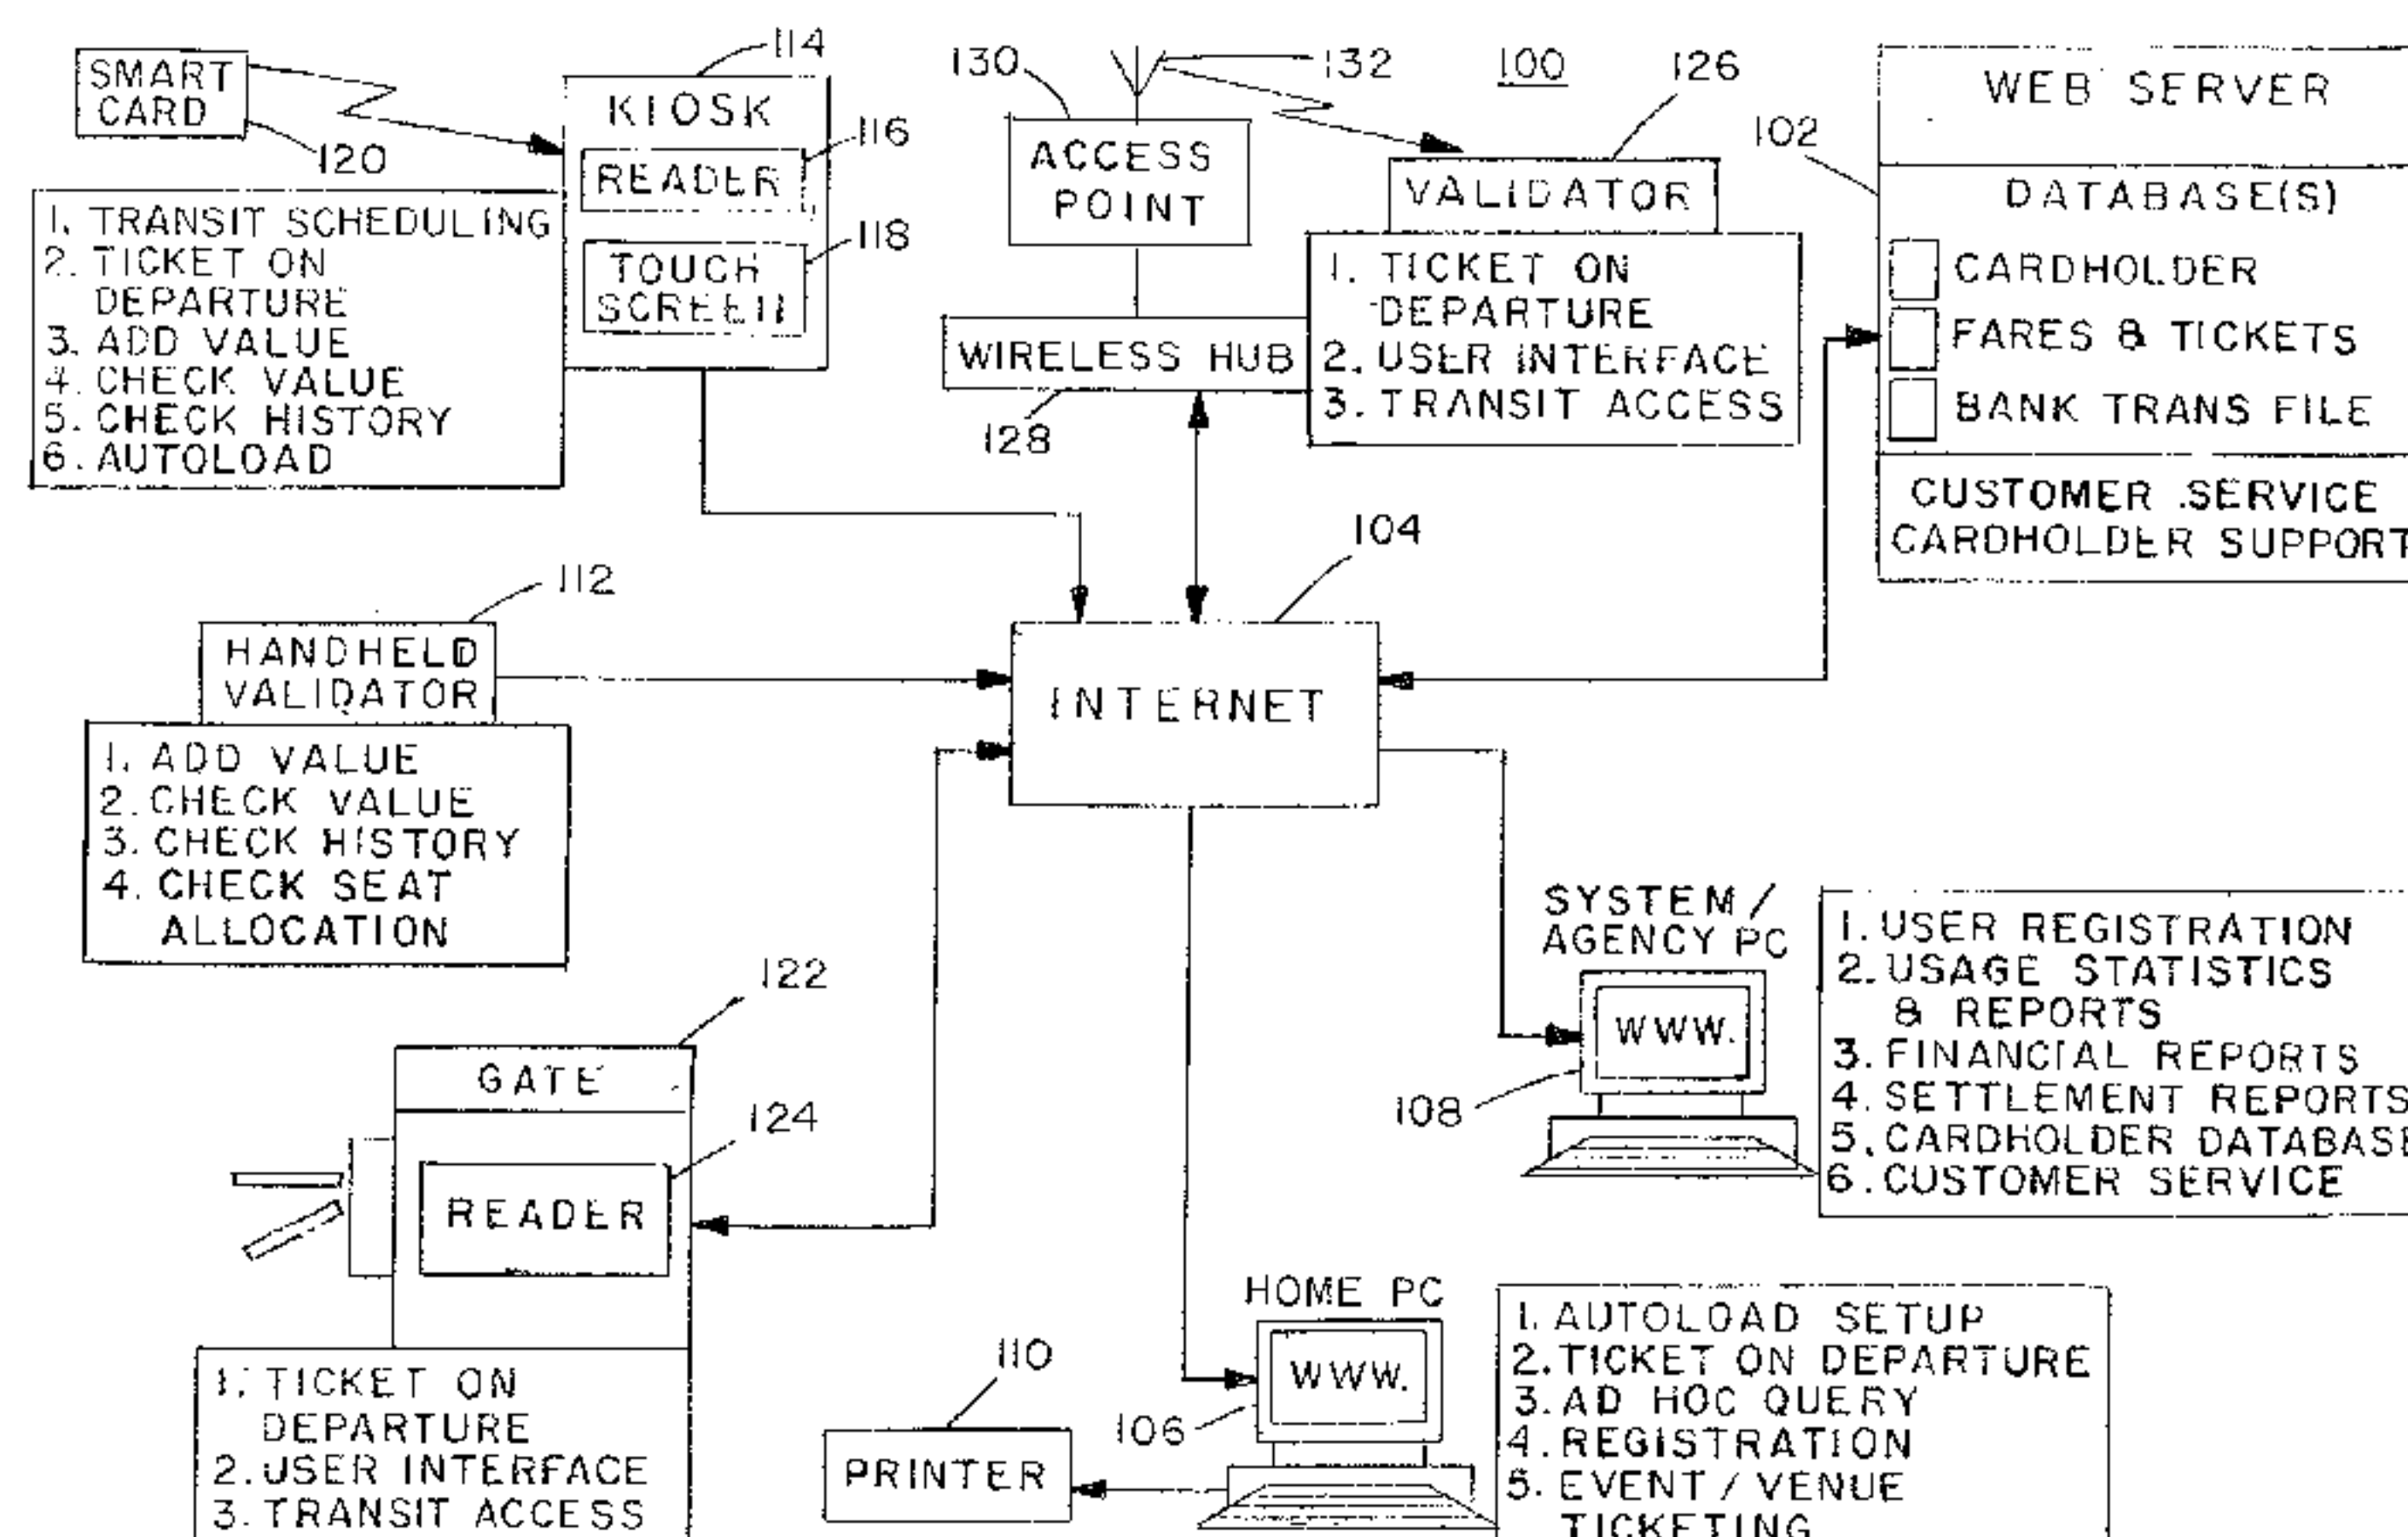 SMART
CARD
120
114
KIOSK
READER
116
TOUCH
SCREEN
118
1. TRANSIT SCHEDULING
2. TICKET ON
DEPARTURE
3. ADD VALUE
4. CHECK VALUE
5. CHECK HISTORY
6. AUTOLOAD
130
ACCESS
POINT
132
100
126
VALIDATOR
1. TICKET ON
DEPARTURE
2. USER INTERFACE
3. TRANSIT ACCESS
WIRELESS HUB
128
102
WEB SERVER
DATABASE(S)
CARDHOLDER
FARES & TICKETS
BANK TRANS FILE
CUSTOMER SERVICE
CARDHOLDER SUPPORT
104
INTERNET
112
HANDHELD
VALIDATOR
1. ADD VALUE
2. CHECK VALUE
3. CHECK HISTORY
4. CHECK SEAT
ALLOCATION
122
GATE
124
READER
1. TICKET ON
DEPARTURE
2. USER INTERFACE
3. TRANSIT ACCESS
SYSTEM/
AGENCY PC
WWW.
108
1. USER REGISTRATION
2. USAGE STATISTICS
& REPORTS
3. FINANCIAL REPORTS
4. SETTLEMENT REPORTS
5. CARDHOLDER DATABASE
6. CUSTOMER SERVICE
HOME PC
WWW.
106
110
PRINTER
1. AUTOLOAD SETUP
2. TICKET ON DEPARTURE
3. AD HOC QUERY
4. REGISTRATION
5. EVENT / VENUE
TICKETING